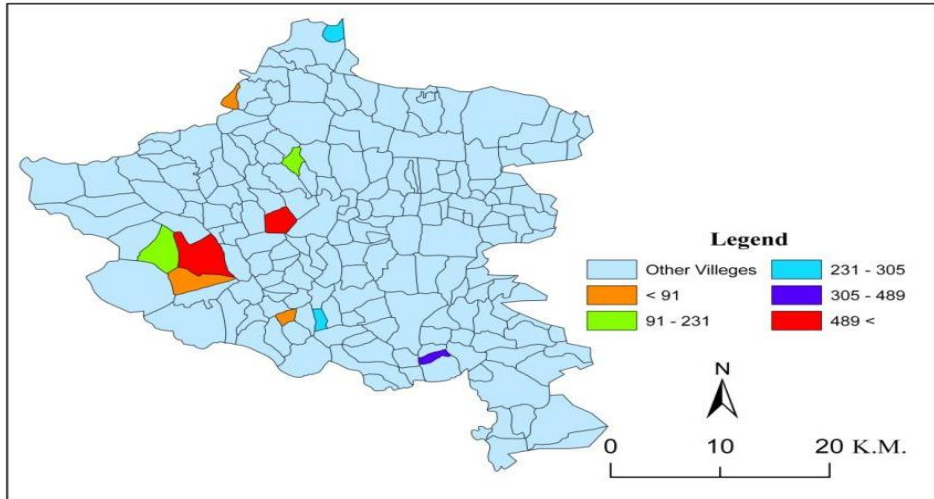 Legend
Other Villeges
< 91
91 - 231
231 - 305
305 - 489
489 <
N
0 10 20 K.M.